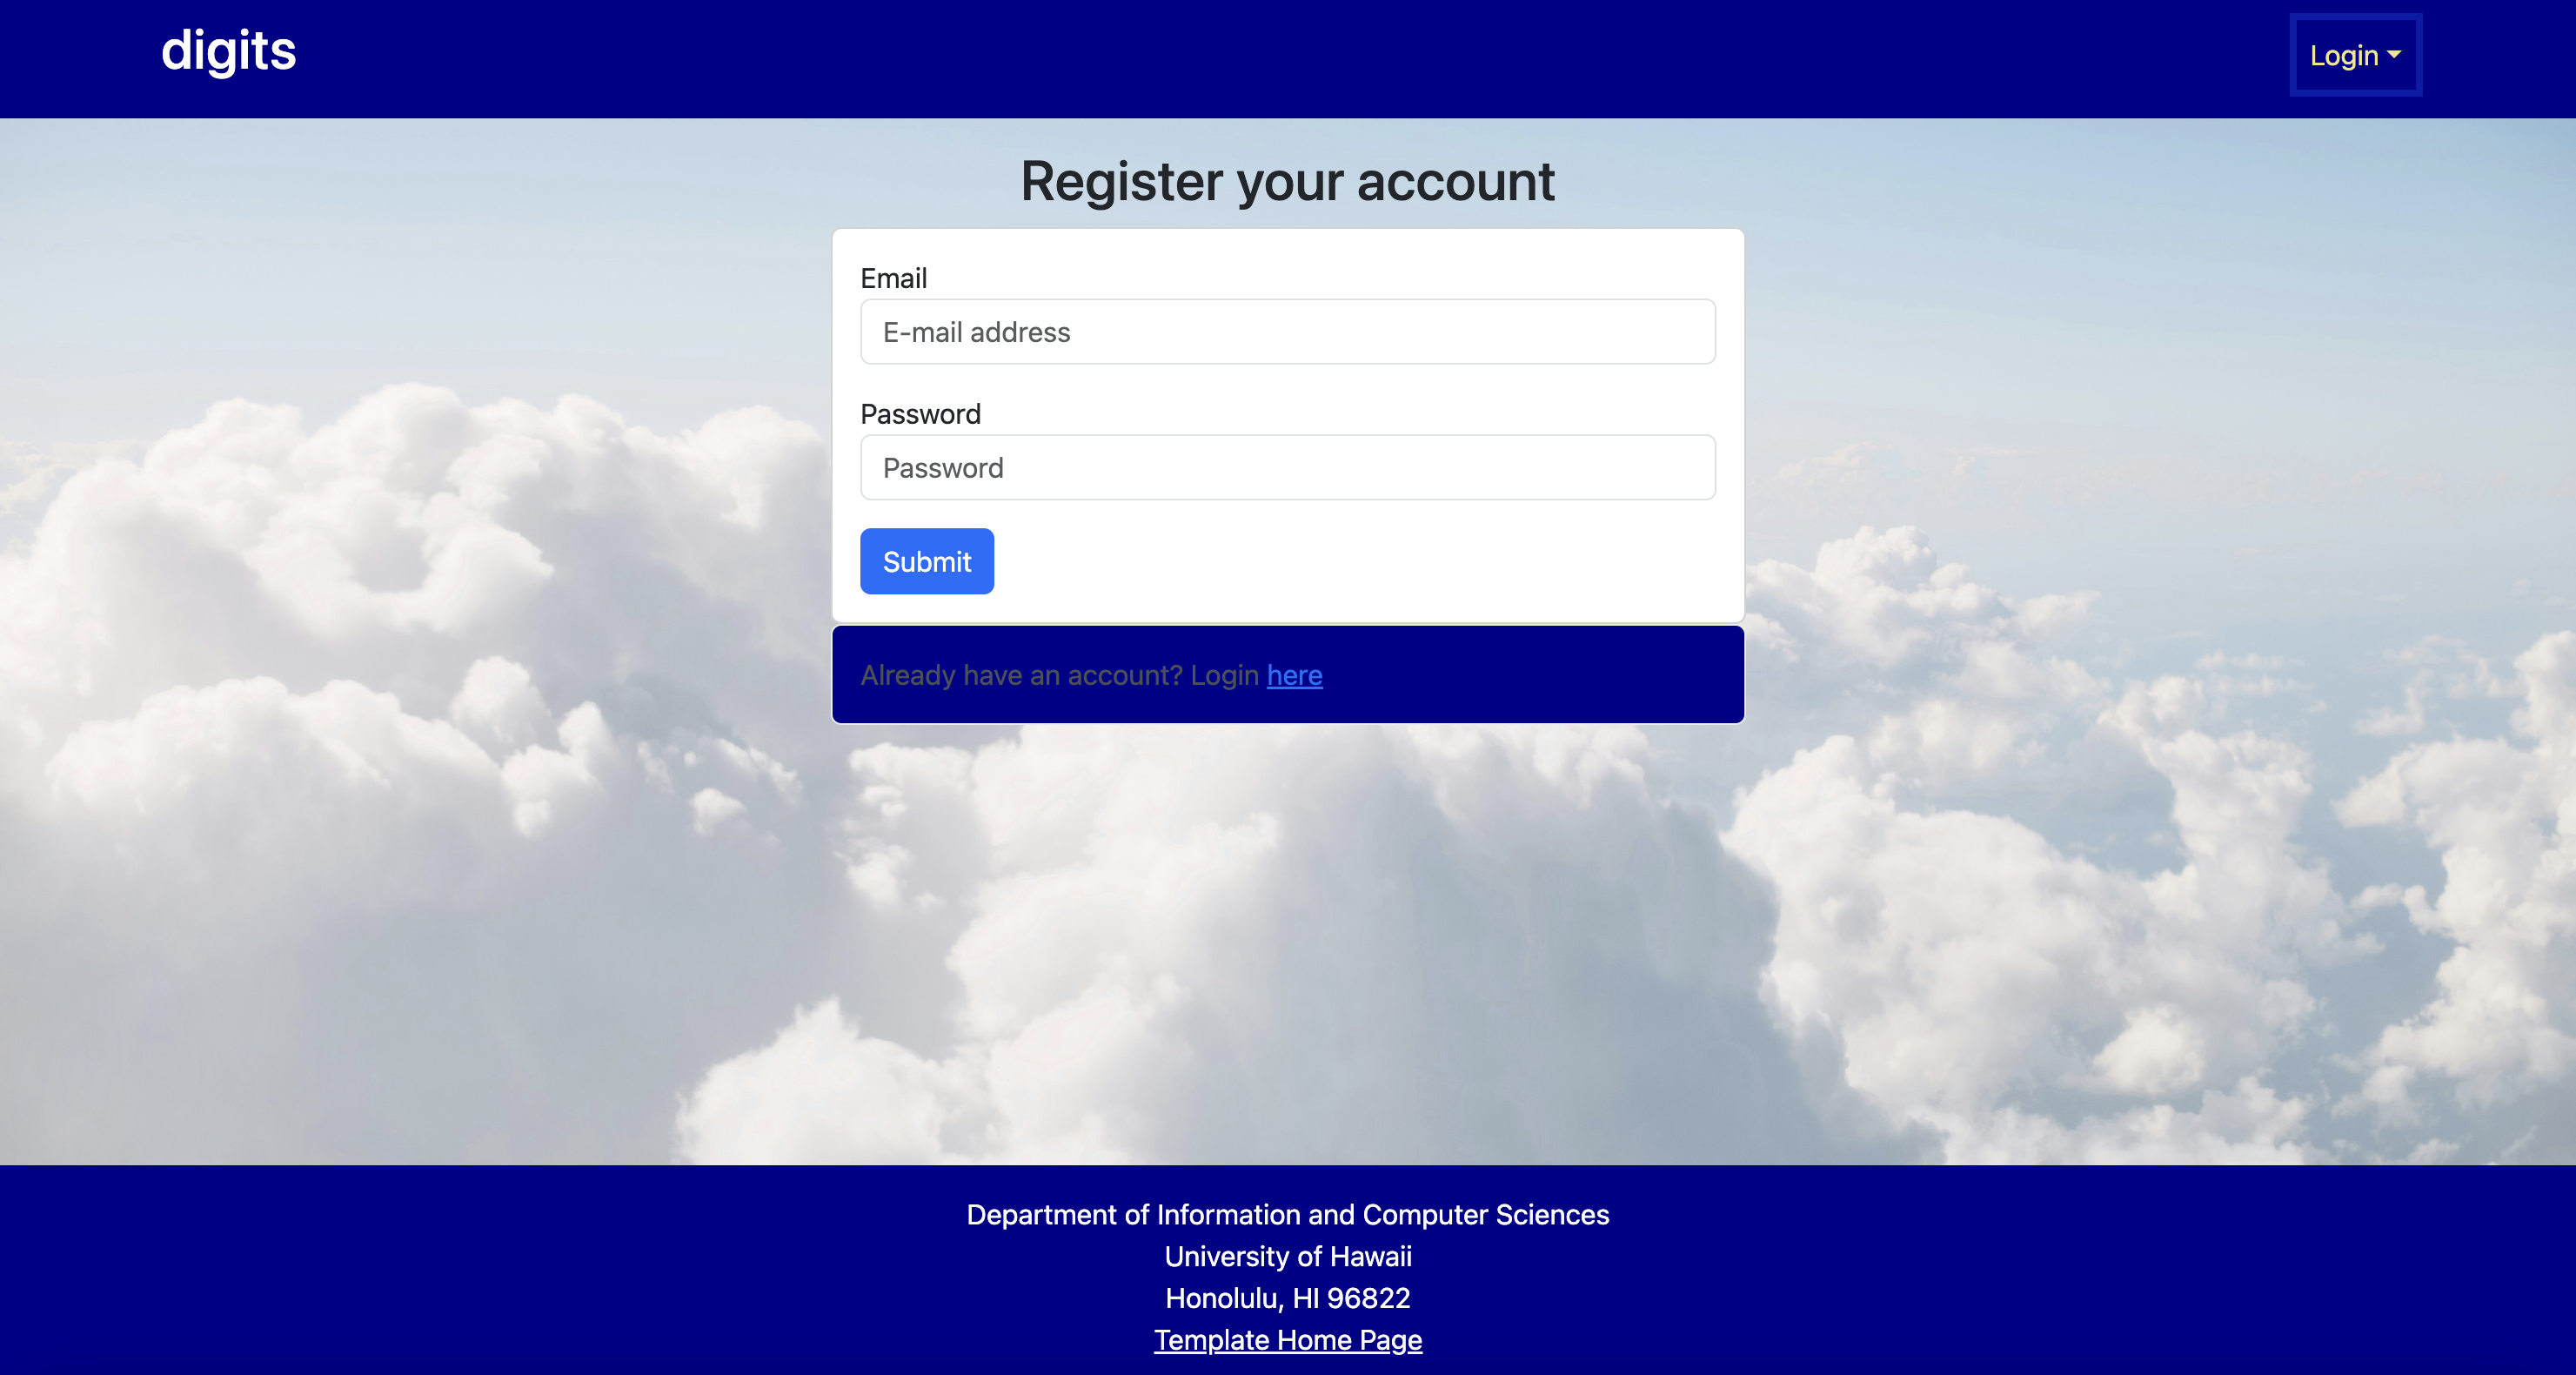 digits
Login
Register your account
Email
E-mail address
Password
Password
Submit
Already have an account? Login here
Department of Information and Computer Sciences
University of Hawaii
Honolulu, HI 96822
Template Home Page